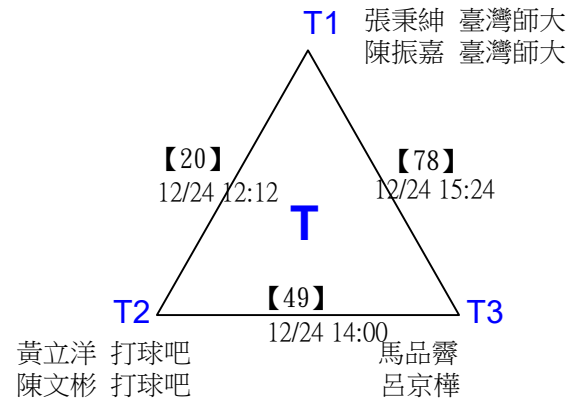 T1
張秉紳 臺灣師大
陳振嘉 臺灣師大
【20】
12/24 12:12
【78】
12/24 15:24
T
【49】
12/24 14:00
T2
黃立洋 打球吧
陳文彬 打球吧
T3
馬品霽
呂京樺